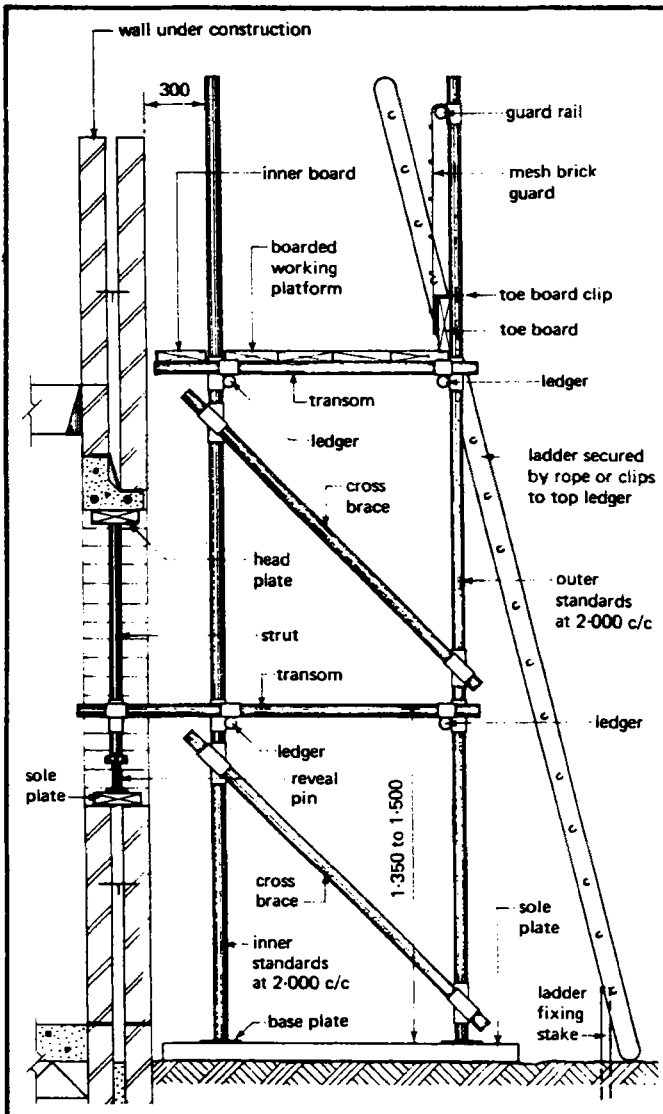 wall under construction
300
guard rail
inner board
mesh brick
guard
boarded
working
platform
toe board clip
toe board
transom
ledger
ledger
ladder secured
by rope or clips
to top ledger
cross
brace
head
plate
outer
standards
at 2·000 c/c
strut
transom
ledger
ledger
sole
plate
reveal
pin
1·350 to 1·500
cross
brace
sole
plate
inner
standards
at 2·000 c/c
ladder
fixing
stake
base plate